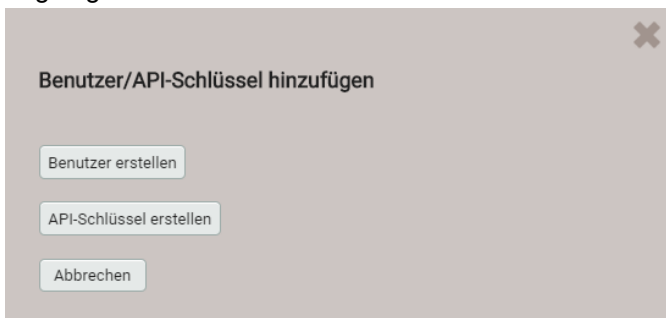 Benutzer/API-Schlüssel hinzufügen
Benutzer erstellen
API-Schlüssel erstellen
Abbrechen